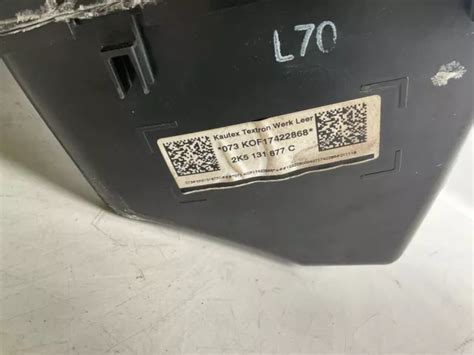 L70
Kautex Textron Werk Leer
*073 KOF17422868*
2K5 131 877 C